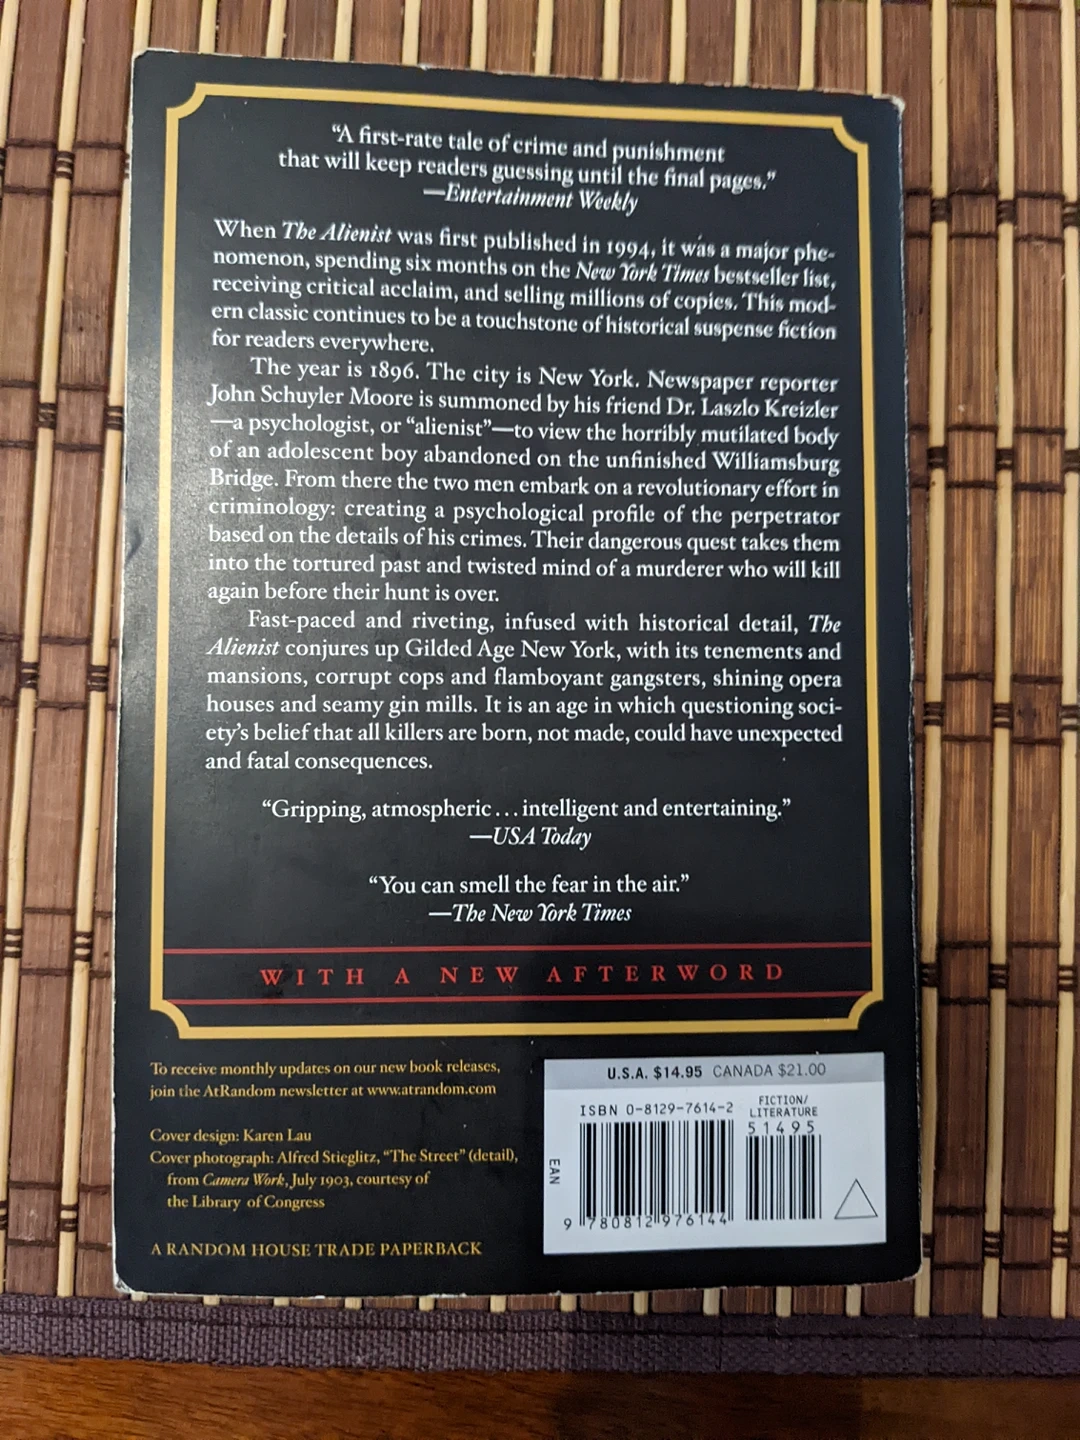 “A first-rate tale of crime and punishment
that will keep readers guessing until the final pages.”
—Entertainment Weekly
When The Alienist was first published in 1994, it was a major phe-
nomenon, spending six months on the New York Times bestseller list,
receiving critical acclaim, and selling millions of copies. This mod-
ern classic continues to be a touchstone of historical suspense fiction
for readers everywhere.
The year is 1896. The city is New York. Newspaper reporter
John Schuyler Moore is summoned by his friend Dr. Laszlo Kreizler
—a psychologist, or “alienist”—to view the horribly mutilated body
of an adolescent boy abandoned on the unfinished Williamsburg
Bridge. From there the two men embark on a revolutionary effort in
criminology: creating a psychological profile of the perpetrator
based on the details of his crimes. Their dangerous quest takes them
into the tortured past and twisted mind of a murderer who will kill
again before their hunt is over.
Fast-paced and riveting, infused with historical detail, The
Alienist conjures up Gilded Age New York, with its tenements and
mansions, corrupt cops and flamboyant gangsters, shining opera
houses and seamy gin mills. It is an age in which questioning soci-
ety’s belief that all killers are born, not made, could have unexpected
and fatal consequences.
“Gripping, atmospheric . . . intelligent and entertaining.”
—USA Today
“You can smell the fear in the air.”
—The New York Times
WITH A NEW AFTERWORD
To receive monthly updates on our new book releases,
join the AtRandom newsletter at www.atrandom.com
Cover design: Karen Lau
Cover photograph: Alfred Stieglitz, “The Street” (detail),
from Camera Work, July 1903, courtesy of
the Library of Congress
A RANDOM HOUSE TRADE PAPERBACK
U.S.A. $14.95 CANADA $21.00
ISBN 0-8129-7614-2
FICTION/
LITERATURE
51495
EAN
9 780812 976144